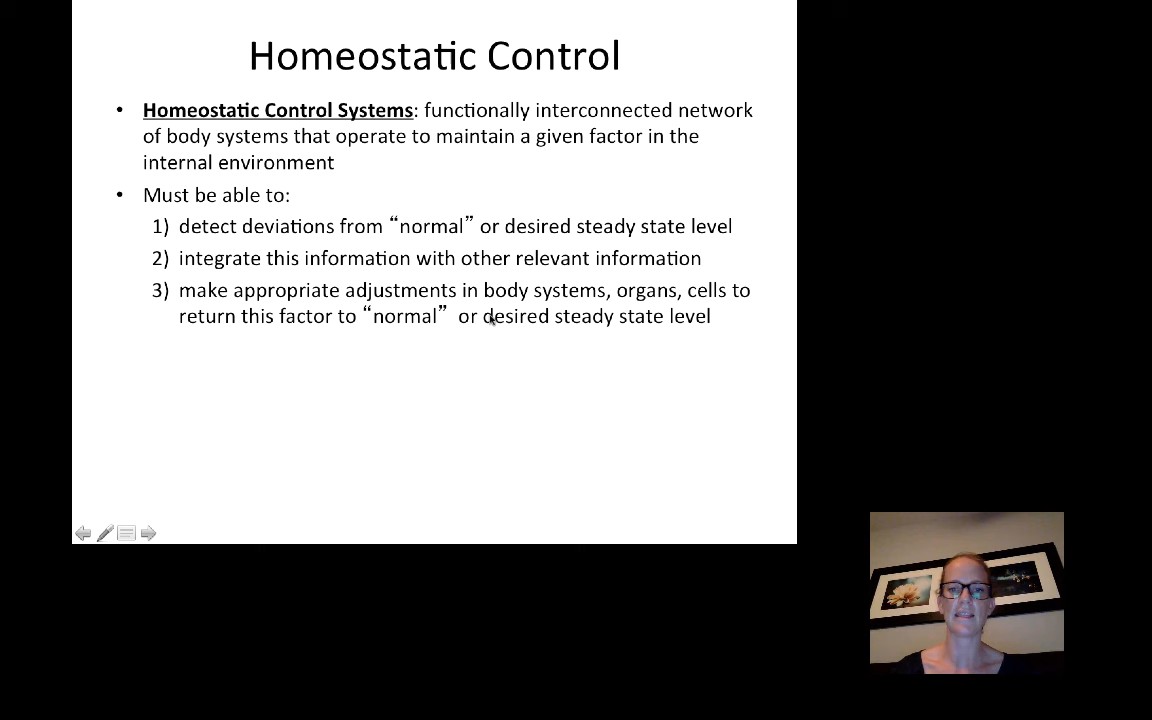 Homeostatic Control
• Homeostatic Control Systems: functionally interconnected network
of body systems that operate to maintain a given factor in the
internal environment
• Must be able to:
1) detect deviations from “normal” or desired steady state level
2) integrate this information with other relevant information
3) make appropriate adjustments in body systems, organs, cells to
return this factor to “normal” or desired steady state level